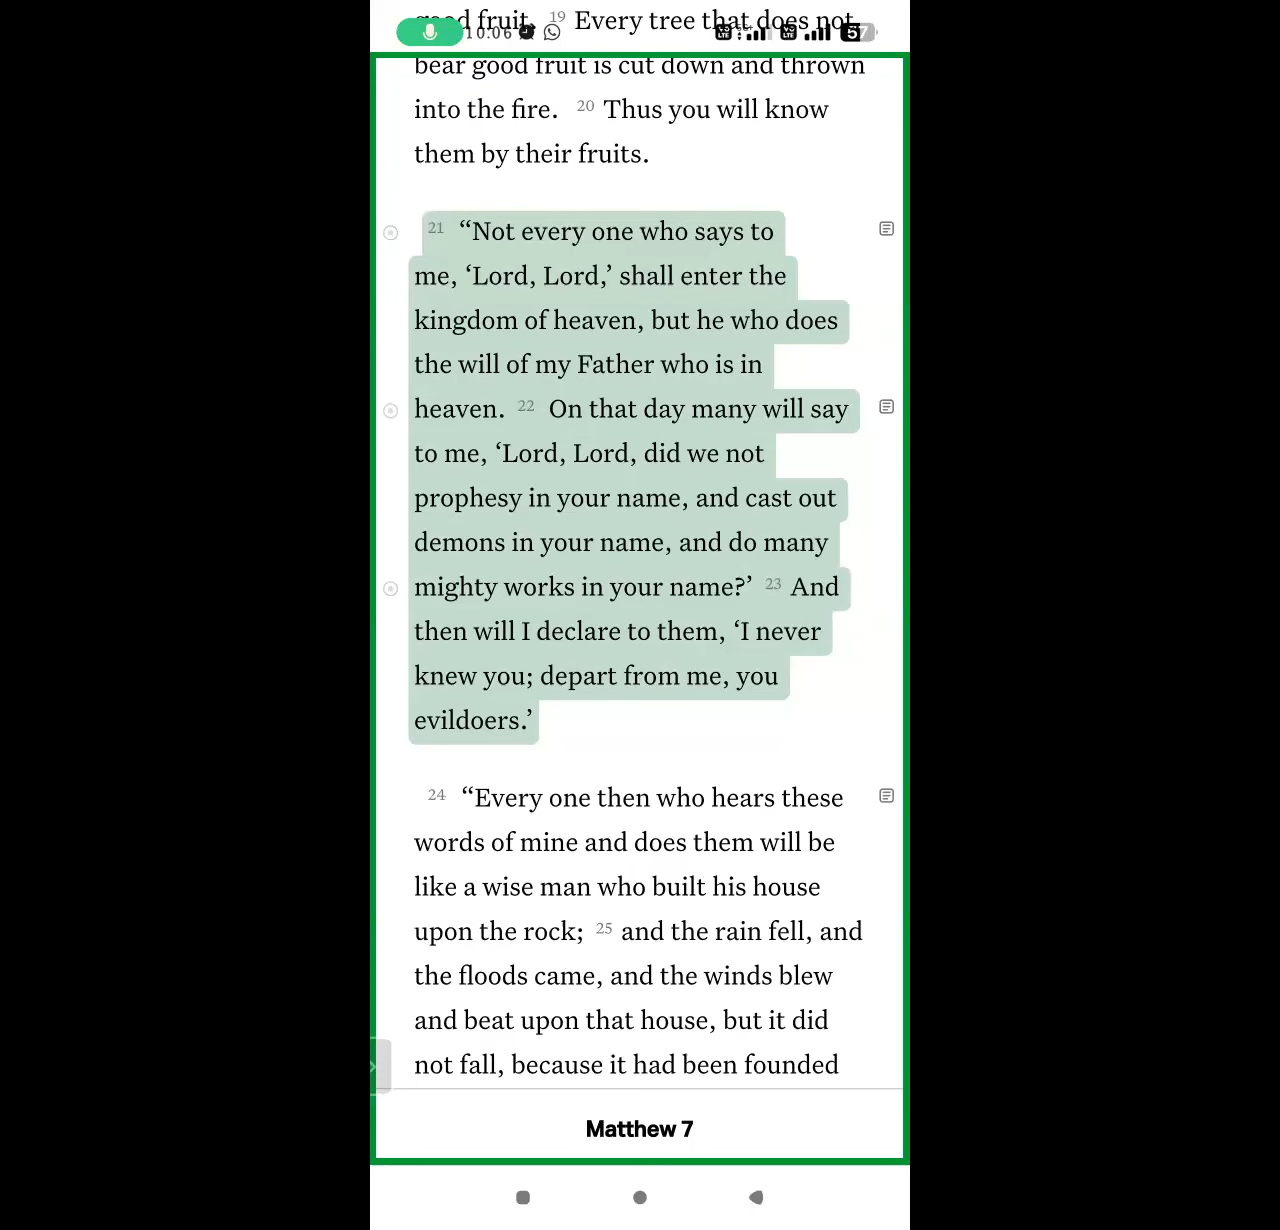 good fruit. 19 Every tree that does not
10:06 57
bear good fruit is cut down and thrown
into the fire. 20 Thus you will know
them by their fruits.
21 “Not every one who says to
me, ‘Lord, Lord,’ shall enter the
kingdom of heaven, but he who does
the will of my Father who is in
heaven. 22 On that day many will say
to me, ‘Lord, Lord, did we not
prophesy in your name, and cast out
demons in your name, and do many
mighty works in your name?’ 23 And
then will I declare to them, ‘I never
knew you; depart from me, you
evildoers.’
24 “Every one then who hears these
words of mine and does them will be
like a wise man who built his house
upon the rock; 25 and the rain fell, and
the floods came, and the winds blew
and beat upon that house, but it did
not fall, because it had been founded
Matthew 7